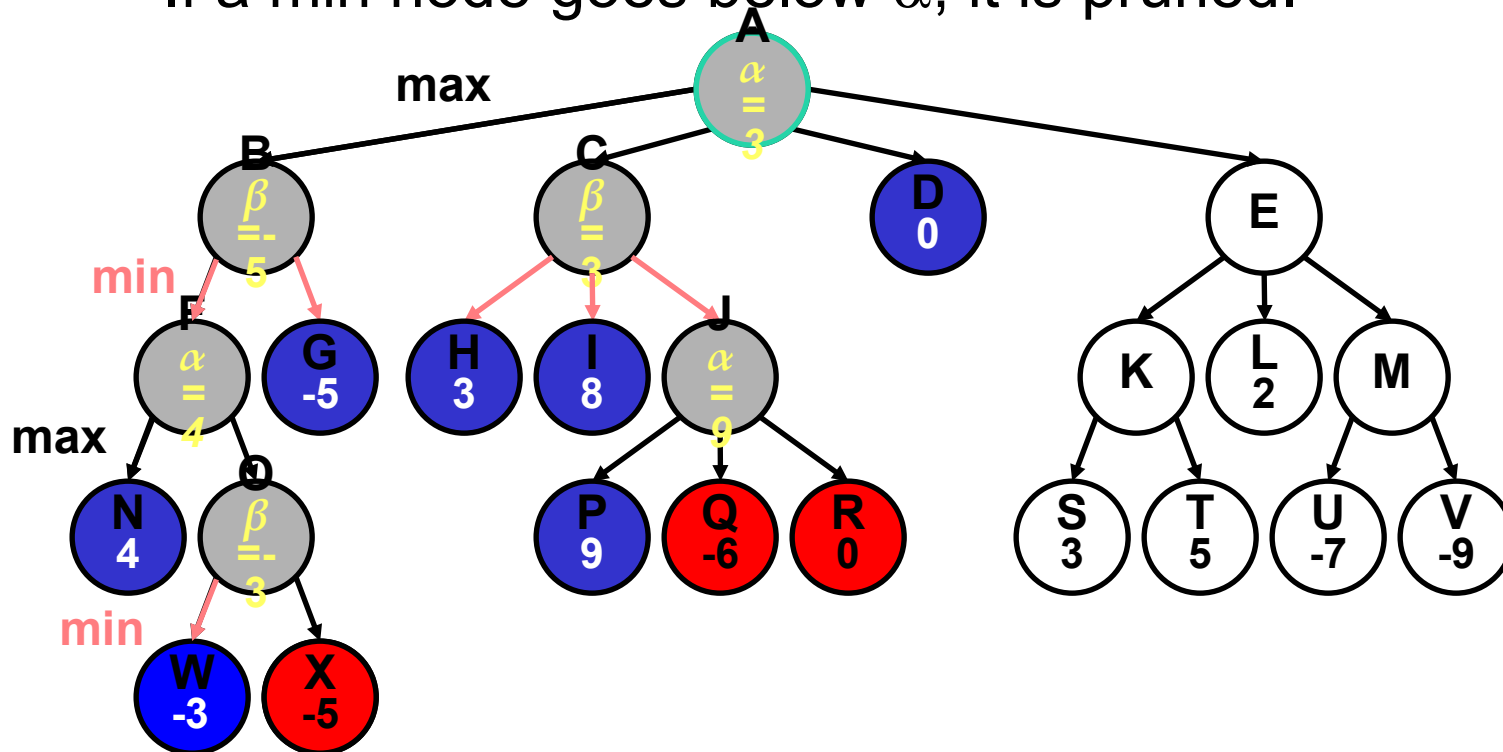 If a min node goes below α, it is pruned.
A
α
=
3
max
B
β
=-
5
C
β
=
3
D
0
E
min
F
α
=
4
G
-5
H
3
I
8
J
α
=
9
K
L
2
M
max
N
4
O
β
=-
3
P
9
Q
-6
R
0
S
3
T
5
U
-7
V
-9
min
W
-3
X
-5